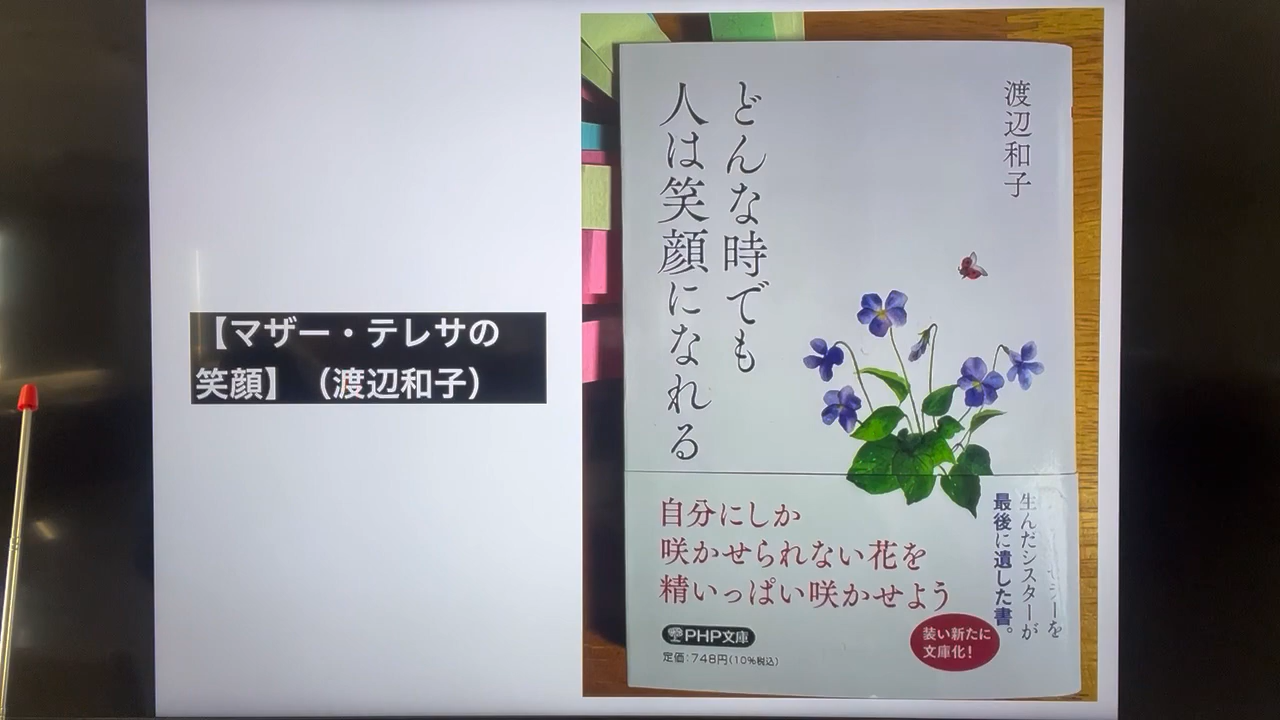 【マザー・テレサの
笑顔】（渡辺和子）
渡辺和子
どんな時でも
人は笑顔になれる
自分にしか
咲かせられない花を
精いっぱい咲かせよう
ーを
生んだシスターが
最後に遺した書。
PHP文庫
定価:748円(10%税込)
装い新たに
文庫化!